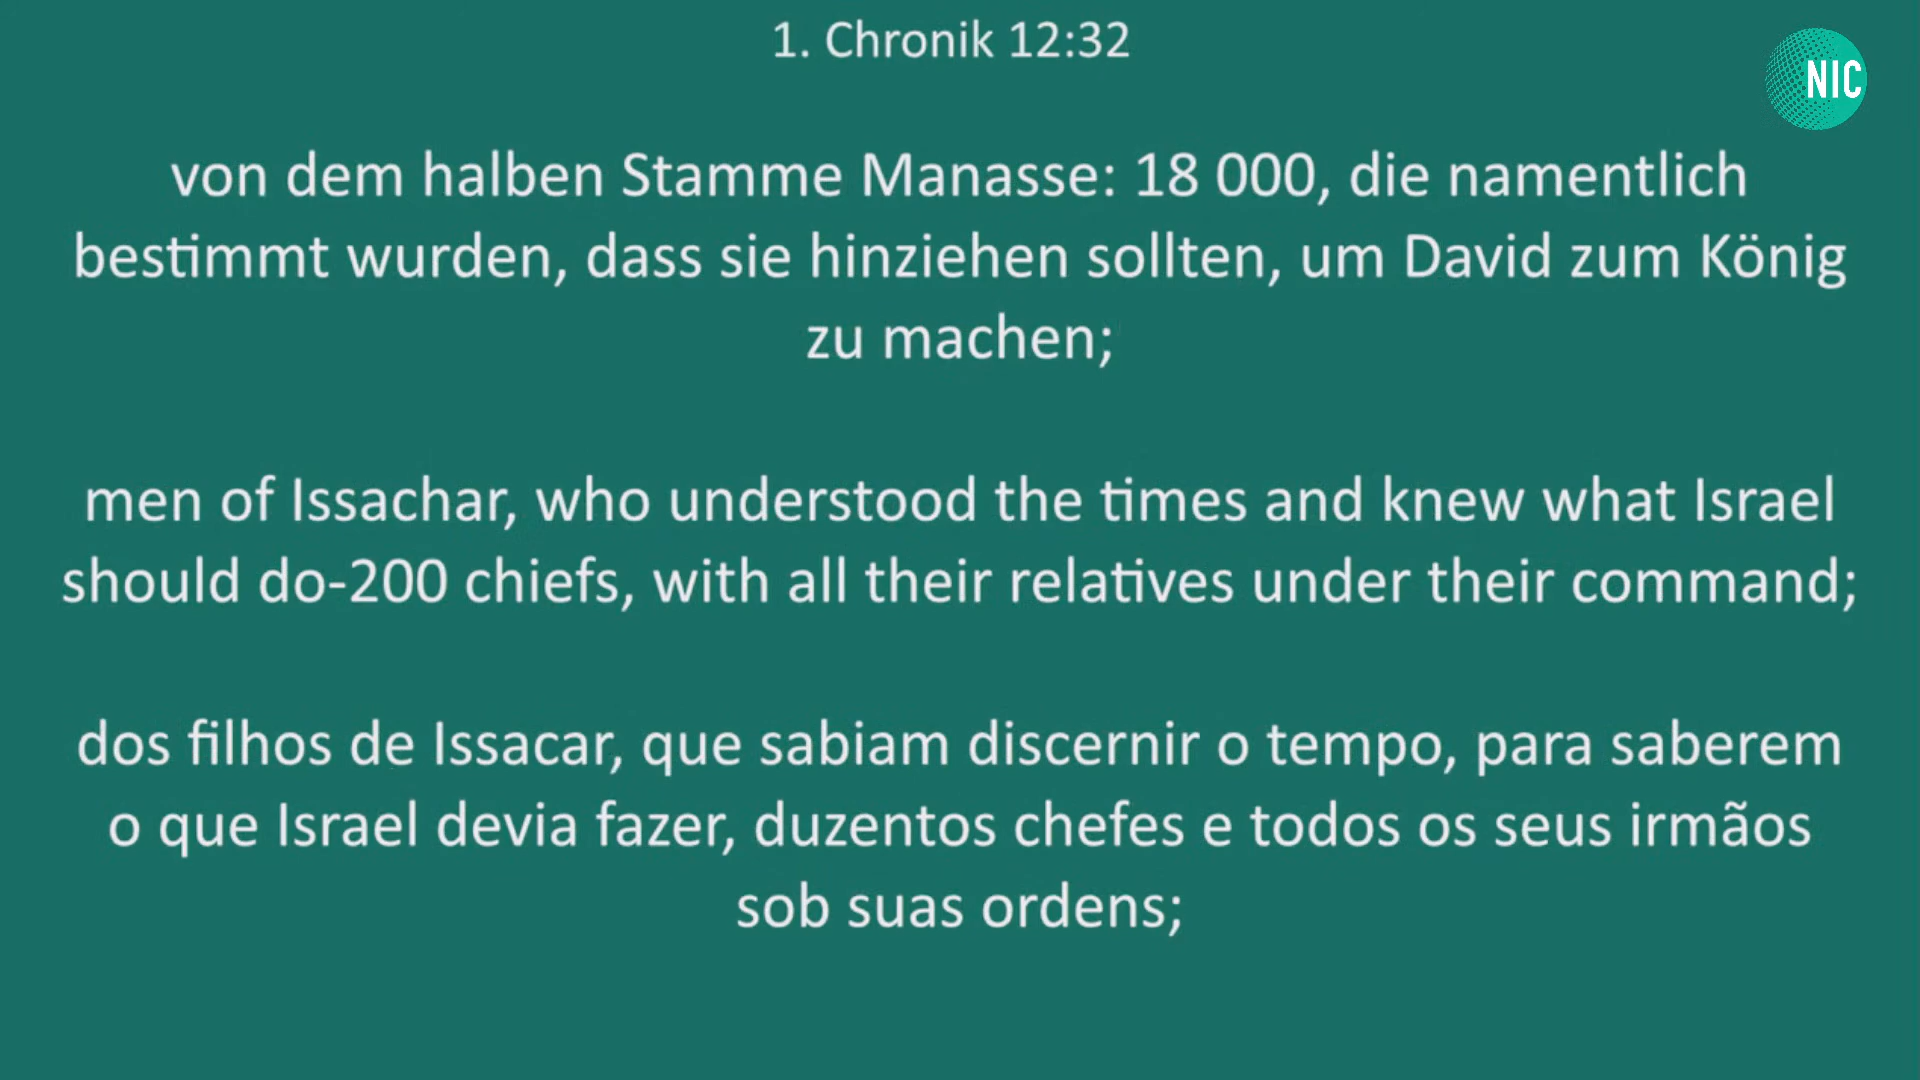 1. Chronik 12:32
NIC
von dem halben Stamme Manasse: 18 000, die namentlich
bestimmt wurden, dass sie hinziehen sollten, um David zum König
zu machen;
men of Issachar, who understood the times and knew what Israel
should do-200 chiefs, with all their relatives under their command;
dos filhos de Issacar, que sabiam discernir o tempo, para saberem
o que Israel devia fazer, duzentos chefes e todos os seus irmãos
sob suas ordens;